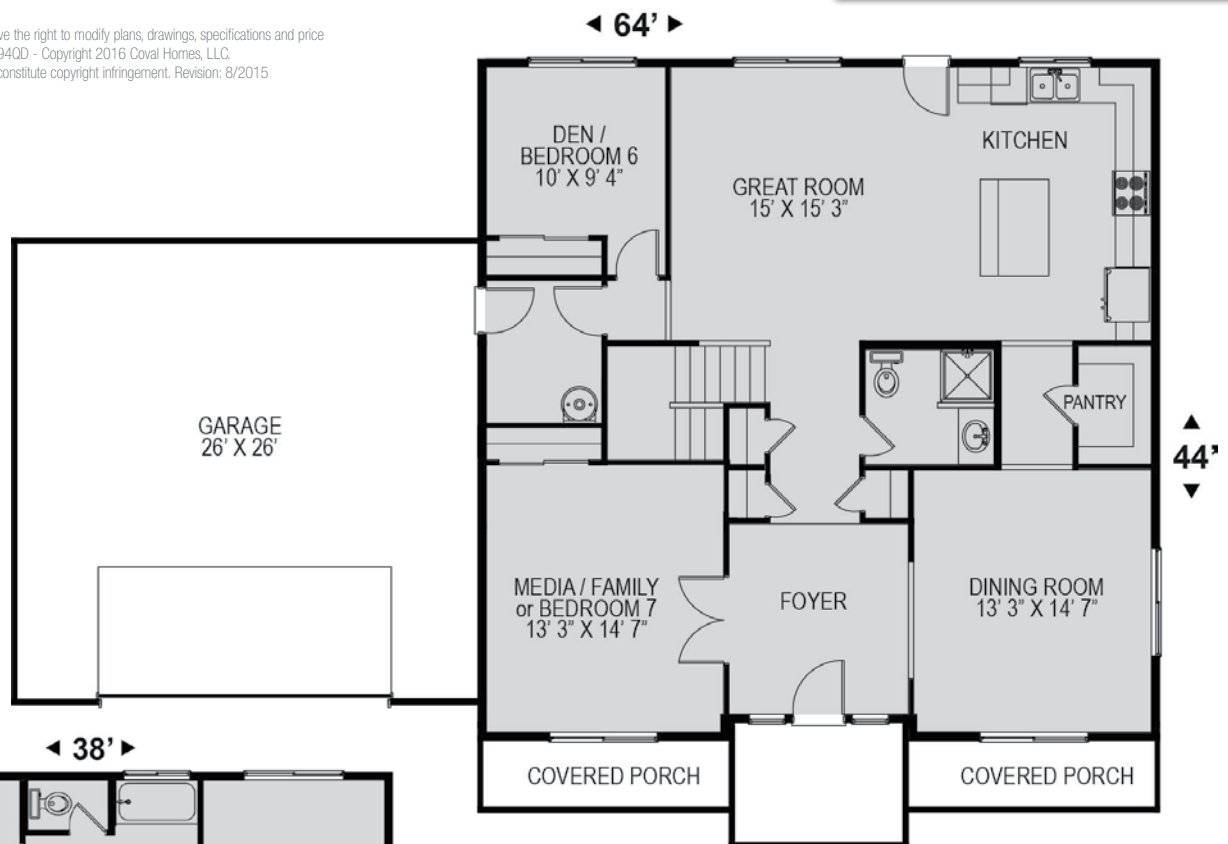 ve the right to modify plans, drawings, specifications and price
94QD - Copyright 2016 Coval Homes, LLC.
constitute copyright infringement. Revision: 8/2015
64'
DEN /
BEDROOM 6
10' X 9' 4"
GREAT ROOM
15' X 15' 3"
KITCHEN
GARAGE
26' X 26'
PANTRY
44'
MEDIA / FAMILY
or BEDROOM 7
13' 3" X 14' 7"
FOYER
DINING ROOM
13' 3" X 14' 7"
38'
COVERED PORCH
COVERED PORCH